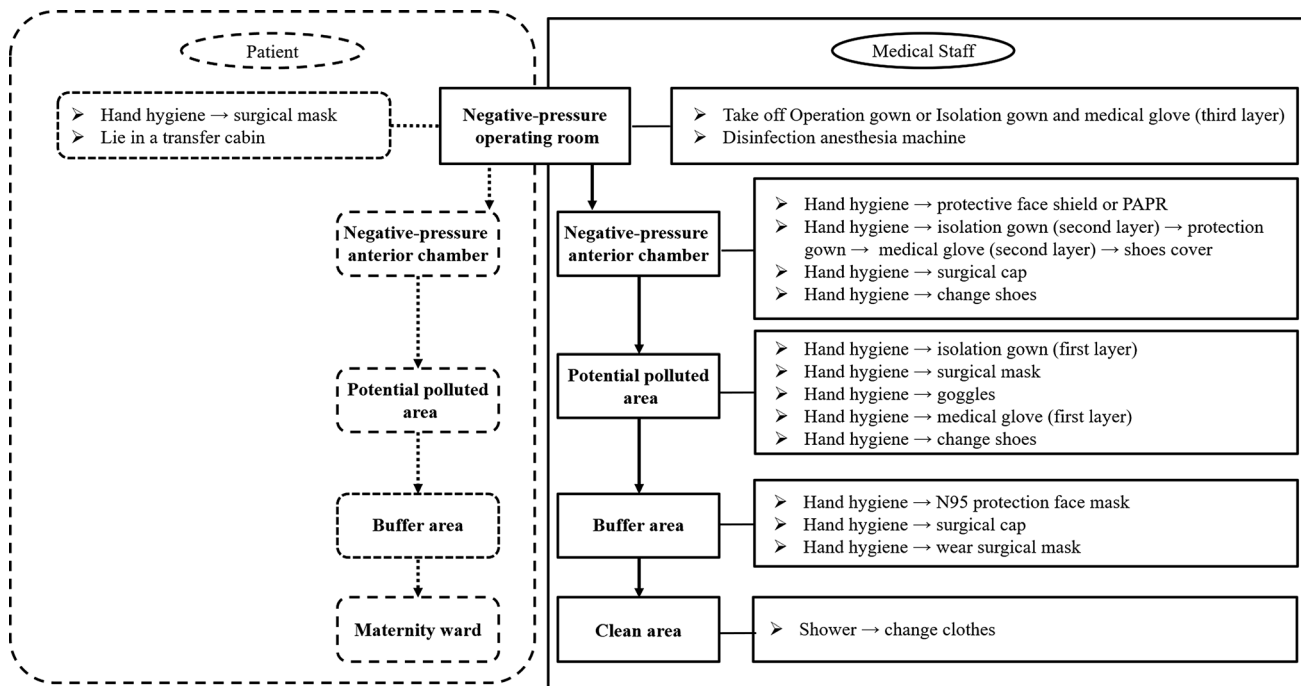 Patient
Medical Staff
➢ Hand hygiene → surgical mask
➢ Lie in a transfer cabin
Negative-pressure
operating room
➢ Take off Operation gown or Isolation gown and medical glove (third layer)
➢ Disinfection anesthesia machine
Negative-pressure
anterior chamber
Negative-pressure
anterior chamber
➢ Hand hygiene → protective face shield or PAPR
➢ Hand hygiene → isolation gown (second layer) → protection
gown → medical glove (second layer) → shoes cover
➢ Hand hygiene → surgical cap
➢ Hand hygiene → change shoes
Potential polluted
area
Potential polluted
area
➢ Hand hygiene → isolation gown (first layer)
➢ Hand hygiene → surgical mask
➢ Hand hygiene → goggles
➢ Hand hygiene → medical glove (first layer)
➢ Hand hygiene → change shoes
Buffer area
Buffer area
➢ Hand hygiene → N95 protection face mask
➢ Hand hygiene → surgical cap
➢ Hand hygiene → wear surgical mask
Maternity ward
Clean area
➢ Shower → change clothes